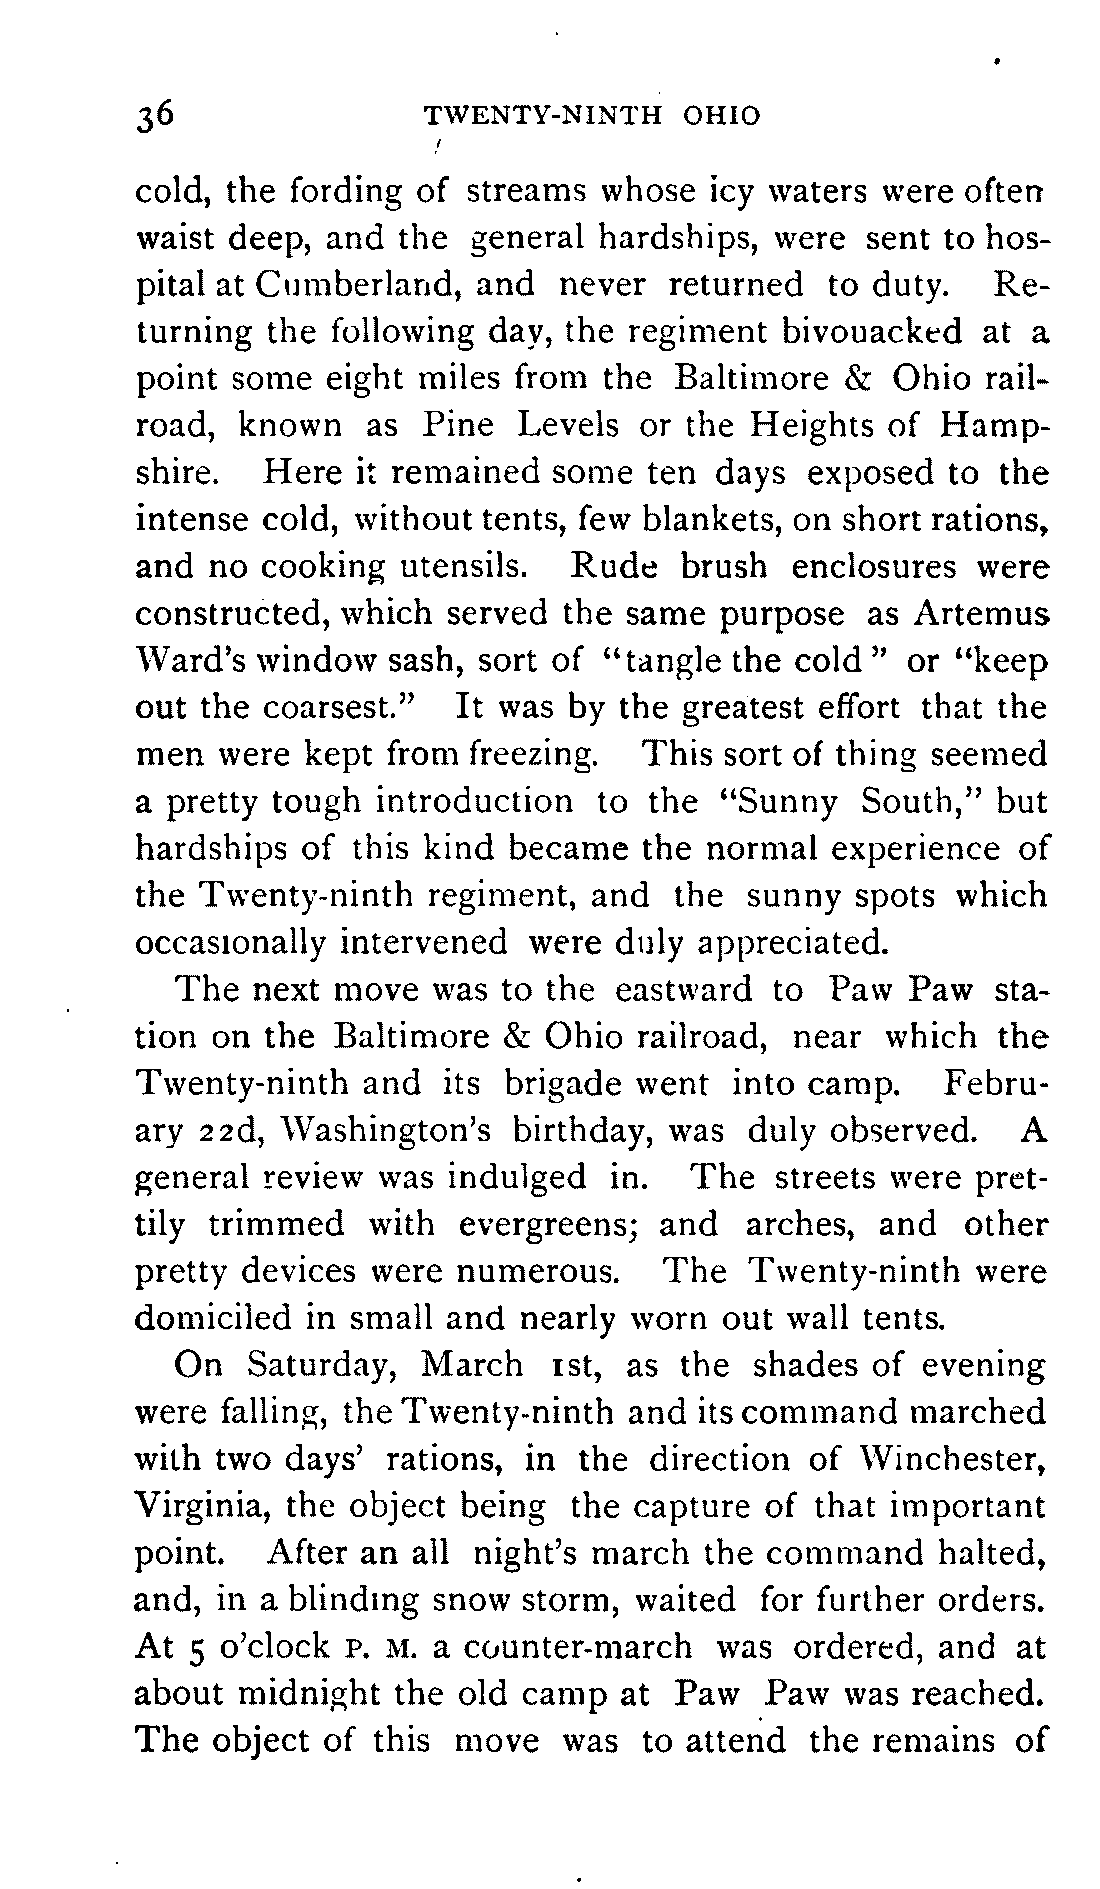 36 TWENTY-NINTH OHIO
cold, the fording of streams whose icy waters were often
waist deep, and the general hardships, were sent to hos-
pital at Cumberland, and never returned to duty. Re-
turning the following day, the regiment bivouacked at a
point some eight miles from the Baltimore & Ohio rail-
road, known as Pine Levels or the Heights of Hamp-
shire. Here it remained some ten days exposed to the
intense cold, without tents, few blankets, on short rations,
and no cooking utensils. Rude brush enclosures were
constructed, which served the same purpose as Artemus
Ward's window sash, sort of "tangle the cold" or "keep
out the coarsest." It was by the greatest effort that the
men were kept from freezing. This sort of thing seemed
a pretty tough introduction to the "Sunny South," but
hardships of this kind became the normal experience of
the Twenty-ninth regiment, and the sunny spots which
occasionally intervened were duly appreciated.
The next move was to the eastward to Paw Paw sta-
tion on the Baltimore & Ohio railroad, near which the
Twenty-ninth and its brigade went into camp. Febru-
ary 22d, Washington's birthday, was duly observed. A
general review was indulged in. The streets were pret-
tily trimmed with evergreens; and arches, and other
pretty devices were numerous. The Twenty-ninth were
domiciled in small and nearly worn out wall tents.
On Saturday, March 1st, as the shades of evening
were falling, the Twenty-ninth and its command marched
with two days' rations, in the direction of Winchester,
Virginia, the object being the capture of that important
point. After an all night's march the command halted,
and, in a blinding snow storm, waited for further orders.
At 5 o'clock P. M. a counter-march was ordered, and at
about midnight the old camp at Paw Paw was reached.
The object of this move was to attend the remains of